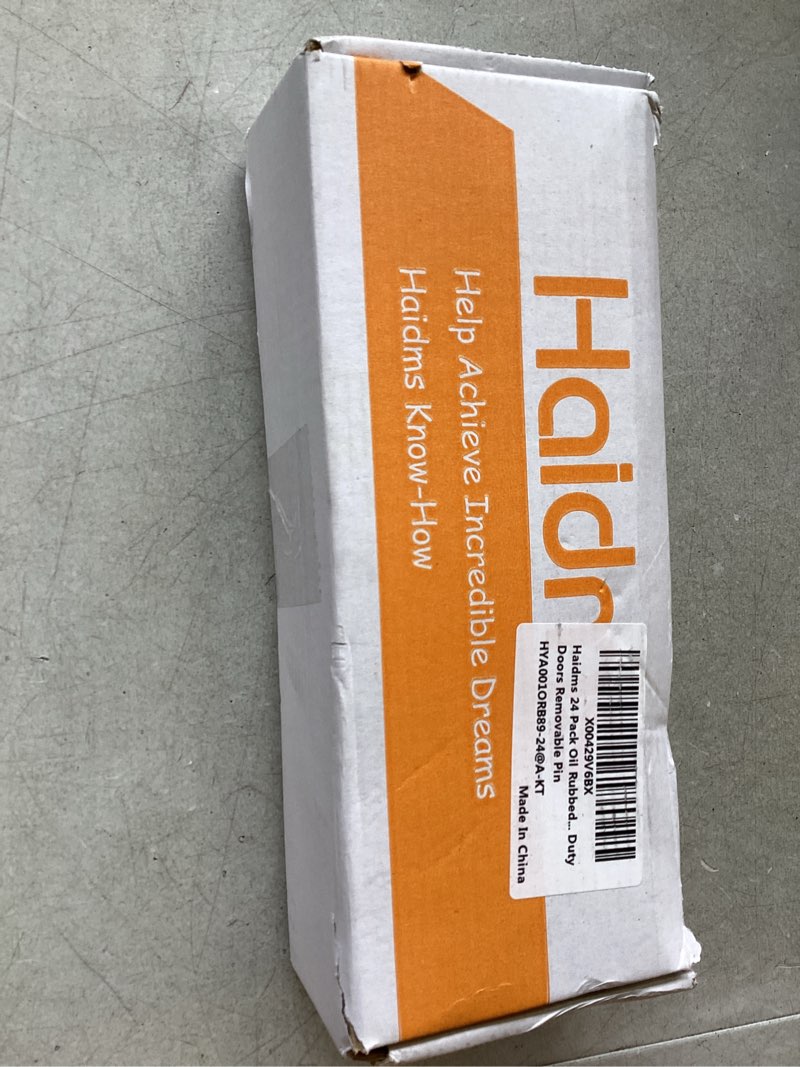 Haidm
Help Achieve Incredible Dreams
Haidms Know-How
X00429V6BX
Haidms 24 Pack Oil Rubbed... Duty
Doors Removable Pin
HYA001ORB89-24@A-KT
Made In China